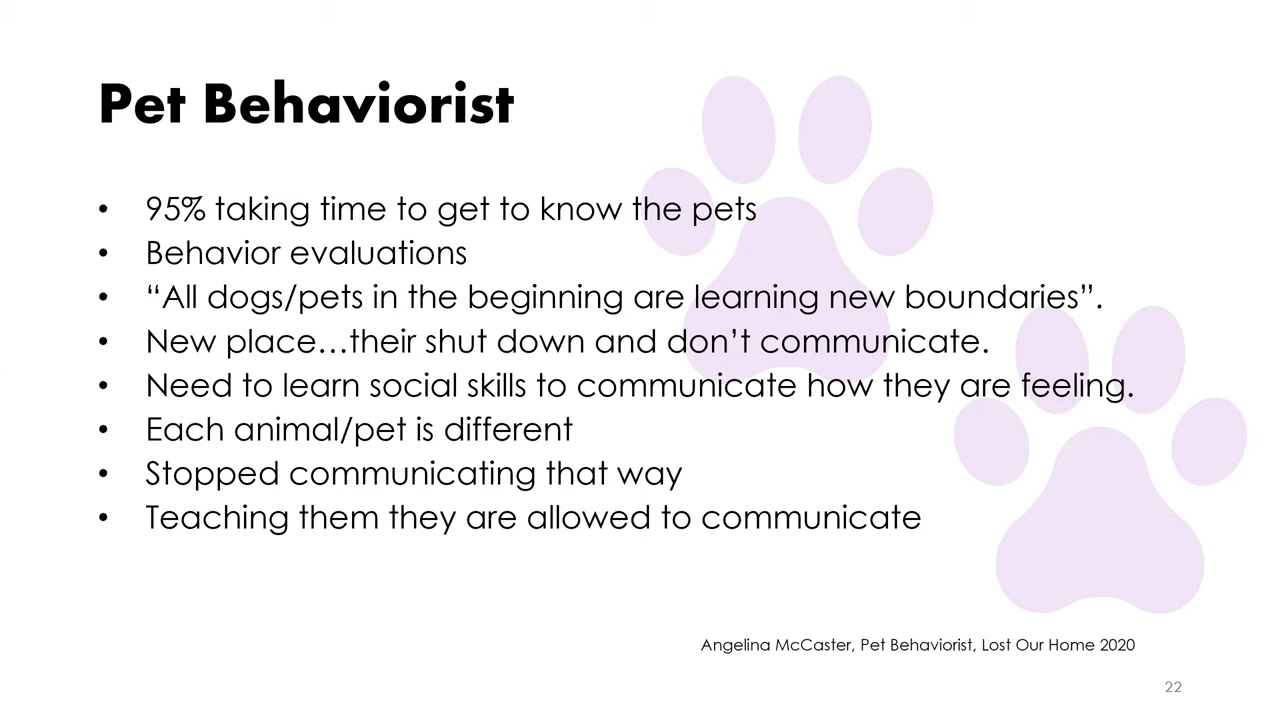 Pet Behaviorist
• 95% taking time to get to know the pets
• Behavior evaluations
• “All dogs/pets in the beginning are learning new boundaries”.
• New place…their shut down and don’t communicate.
• Need to learn social skills to communicate how they are feeling.
• Each animal/pet is different
• Stopped communicating that way
• Teaching them they are allowed to communicate
Angelina McCaster, Pet Behaviorist, Lost Our Home 2020
22